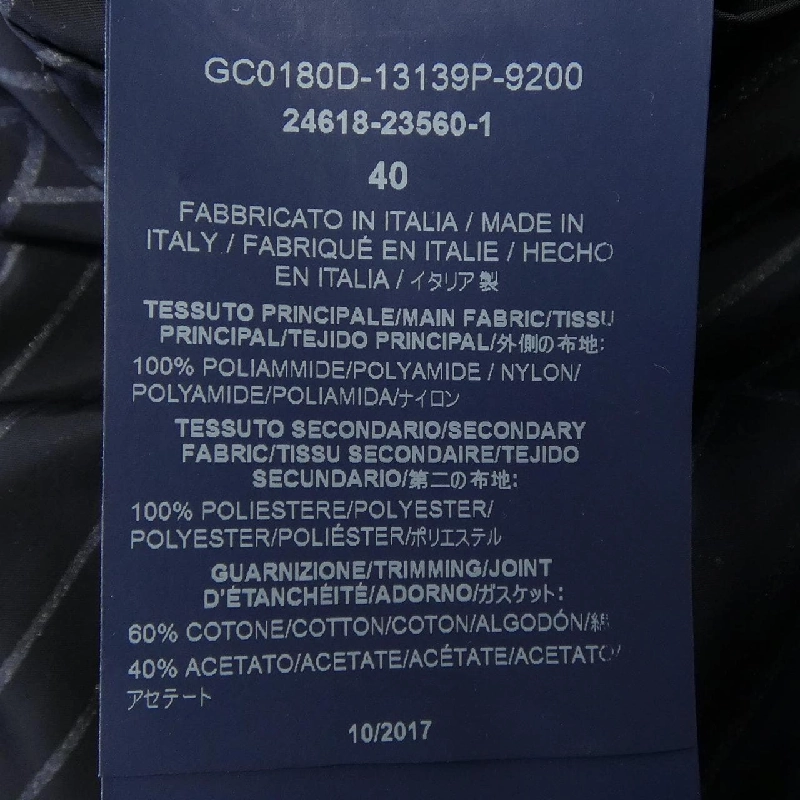 GC0180D-13139P-9200
24618-23560-1
40
FABBRICATO IN ITALIA / MADE IN
ITALY / FABRIQUÉ EN ITALIE / HECHO
EN ITALIA / イタリア製
TESSUTO PRINCIPALE/MAIN FABRIC/TISSU
PRINCIPAL/TEJIDO PRINCIPAL/外側の布地:
100% POLIAMMIDE/POLYAMIDE / NYLON/
POLYAMIDE/POLIAMIDA/ナイロン
TESSUTO SECONDARIO/SECONDARY
FABRIC/TISSU SECONDAIRE/TEJIDO
SECUNDARIO/第二の布地:
100% POLIESTERE/POLYESTER/
POLYESTER/POLIÉSTER/ポリエステル
GUARNIZIONE/TRIMMING/JOINT
D'ÉTANCHÉITÉ/ADORNO/ガスケット:
60% COTONE/COTTON/COTON/ALGODÓN/綿
40% ACETATO/ACETATE/ACÉTATE/ACETATO/
アセテート
10/2017